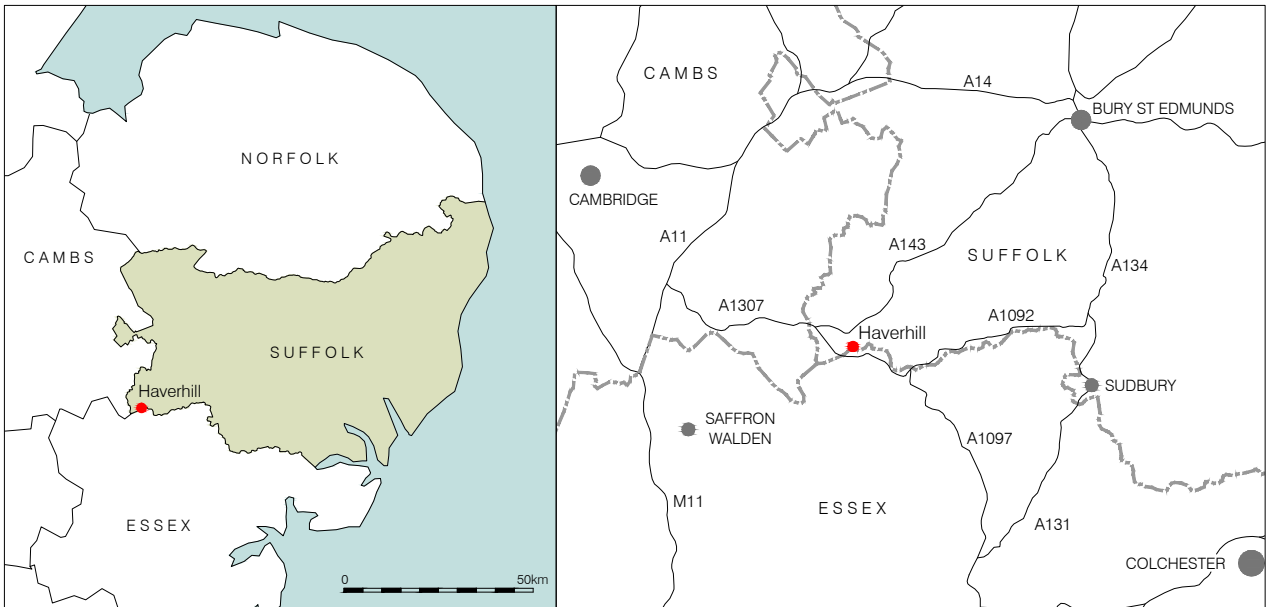 NORFOLK
CAMBS
SUFFOLK
Haverhill
ESSEX
0
50km
CAMBS
A14
BURY ST EDMUNDS
CAMBRIDGE
A11
A143
SUFFOLK
A134
A1307
A1092
Haverhill
SUDBURY
SAFFRON
WALDEN
A1097
M11
ESSEX
A131
COLCHESTER